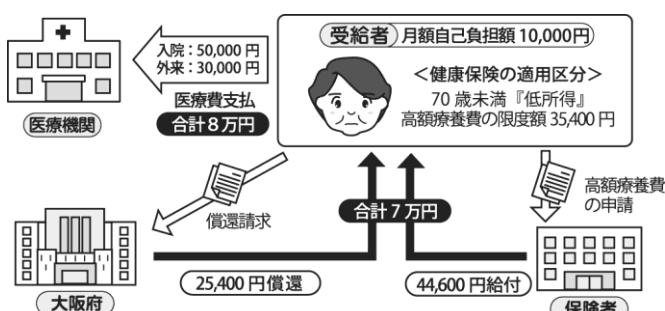 受給者 月額自己負担額 10,000円
入院：50,000 円
外来：30,000 円
医療費支払
合計8万円
医療機関
＜健康保険の適用区分＞
70 歳未満『低所得』
高額療養費の限度額 35,400 円
償還請求
合計7万円
高額療養費
の申請
25,400 円償還
44,600 円給付
大阪府
保険者